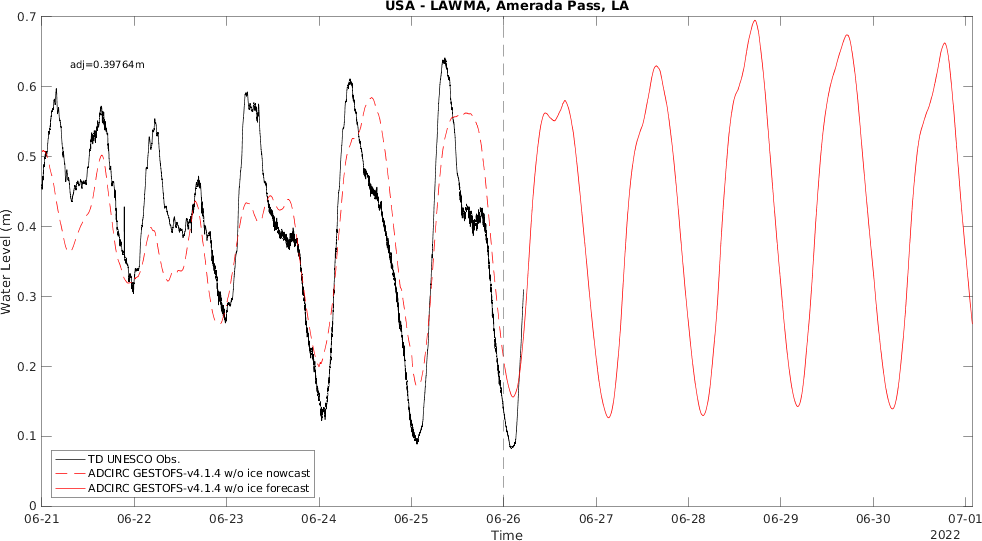 USA - LAWMA, Amerada Pass, LA
adj=0.39764m
0.7
0.6
0.5
0.4
0.3
0.2
0.1
0
Water Level (m)
TD UNESCO Obs.
ADCIRC GESTOFS-v4.1.4 w/o ice nowcast
ADCIRC GESTOFS-v4.1.4 w/o ice forecast
06-21 06-22 06-23 06-24 06-25 06-26 06-27 06-28 06-29 06-30 07-01
Time
2022